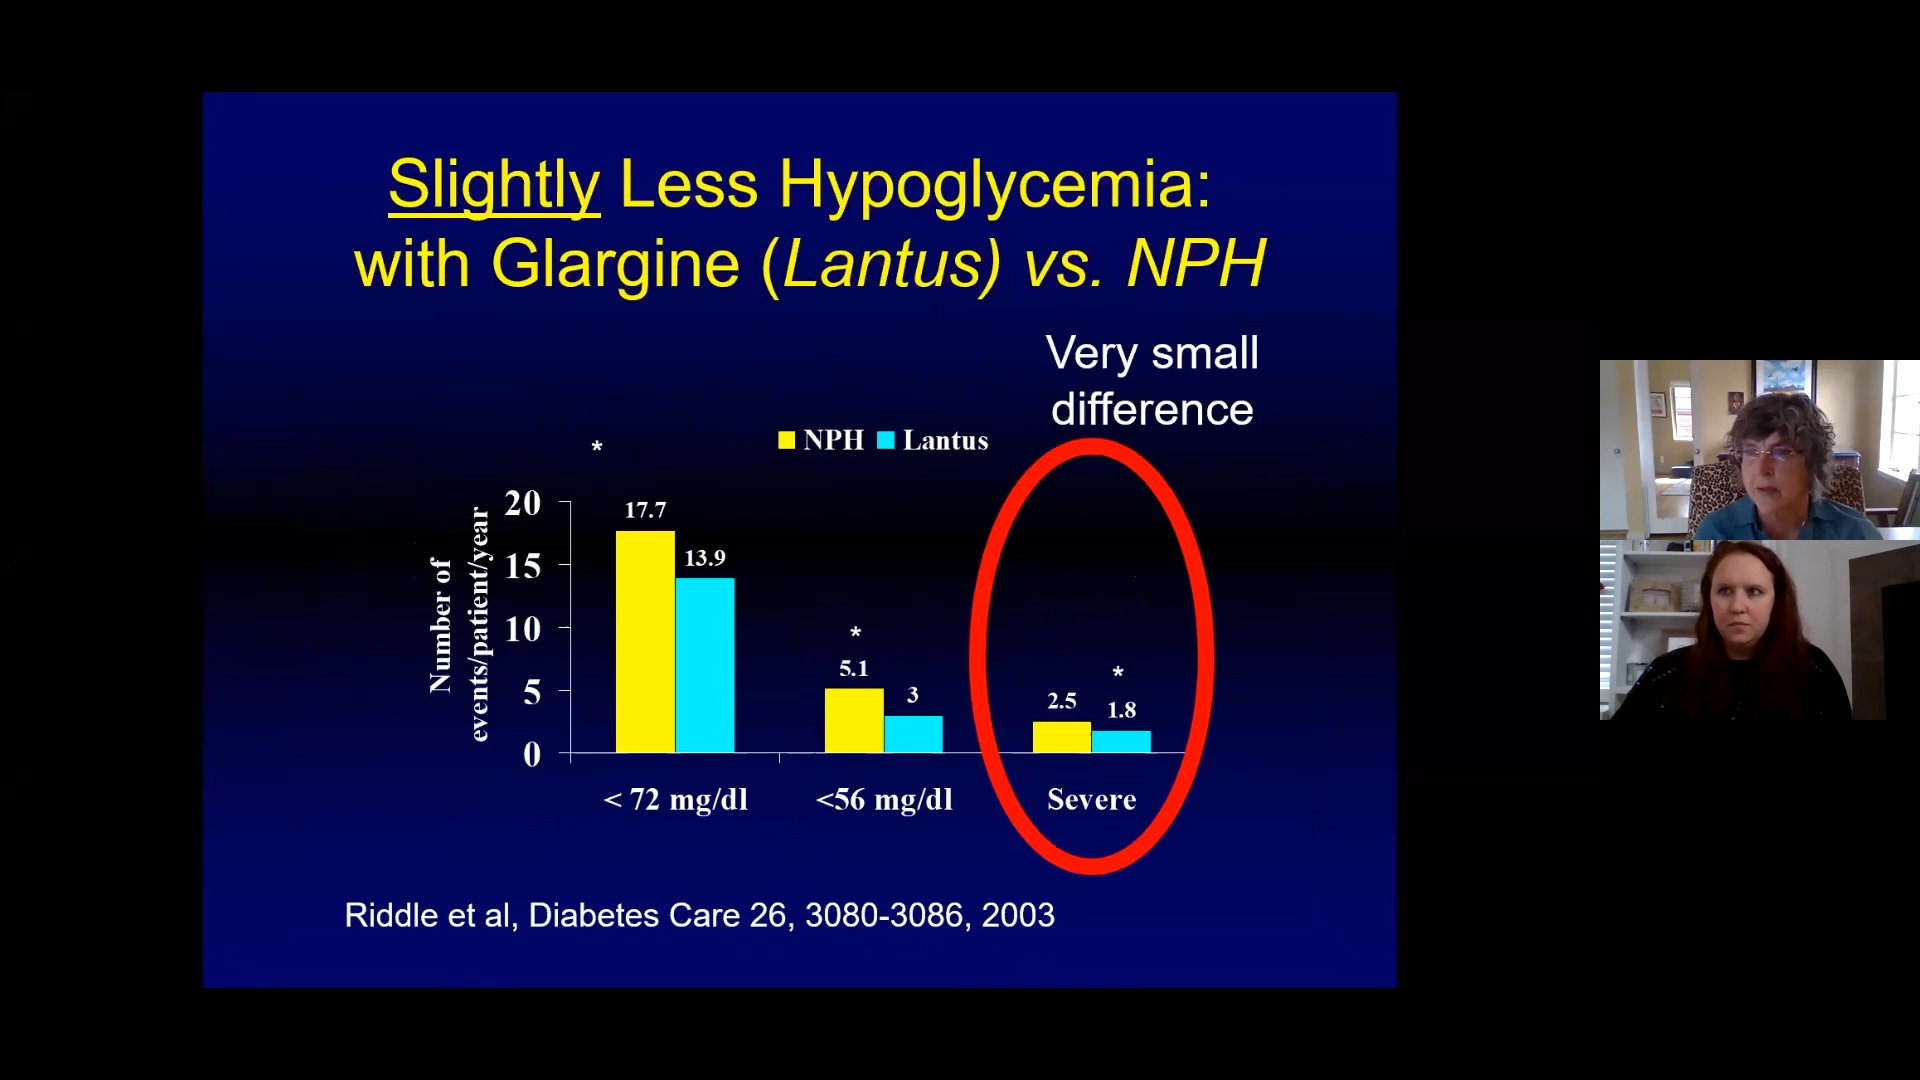 Slightly Less Hypoglycemia:
with Glargine (Lantus) vs. NPH
Very small
difference
NPH Lantus
*
20
15
10
5
0
Number of
events/patient/year
17.7
13.9
*
5.1
3
*
2.5
1.8
< 72 mg/dl
<56 mg/dl
Severe
Riddle et al, Diabetes Care 26, 3080-3086, 2003